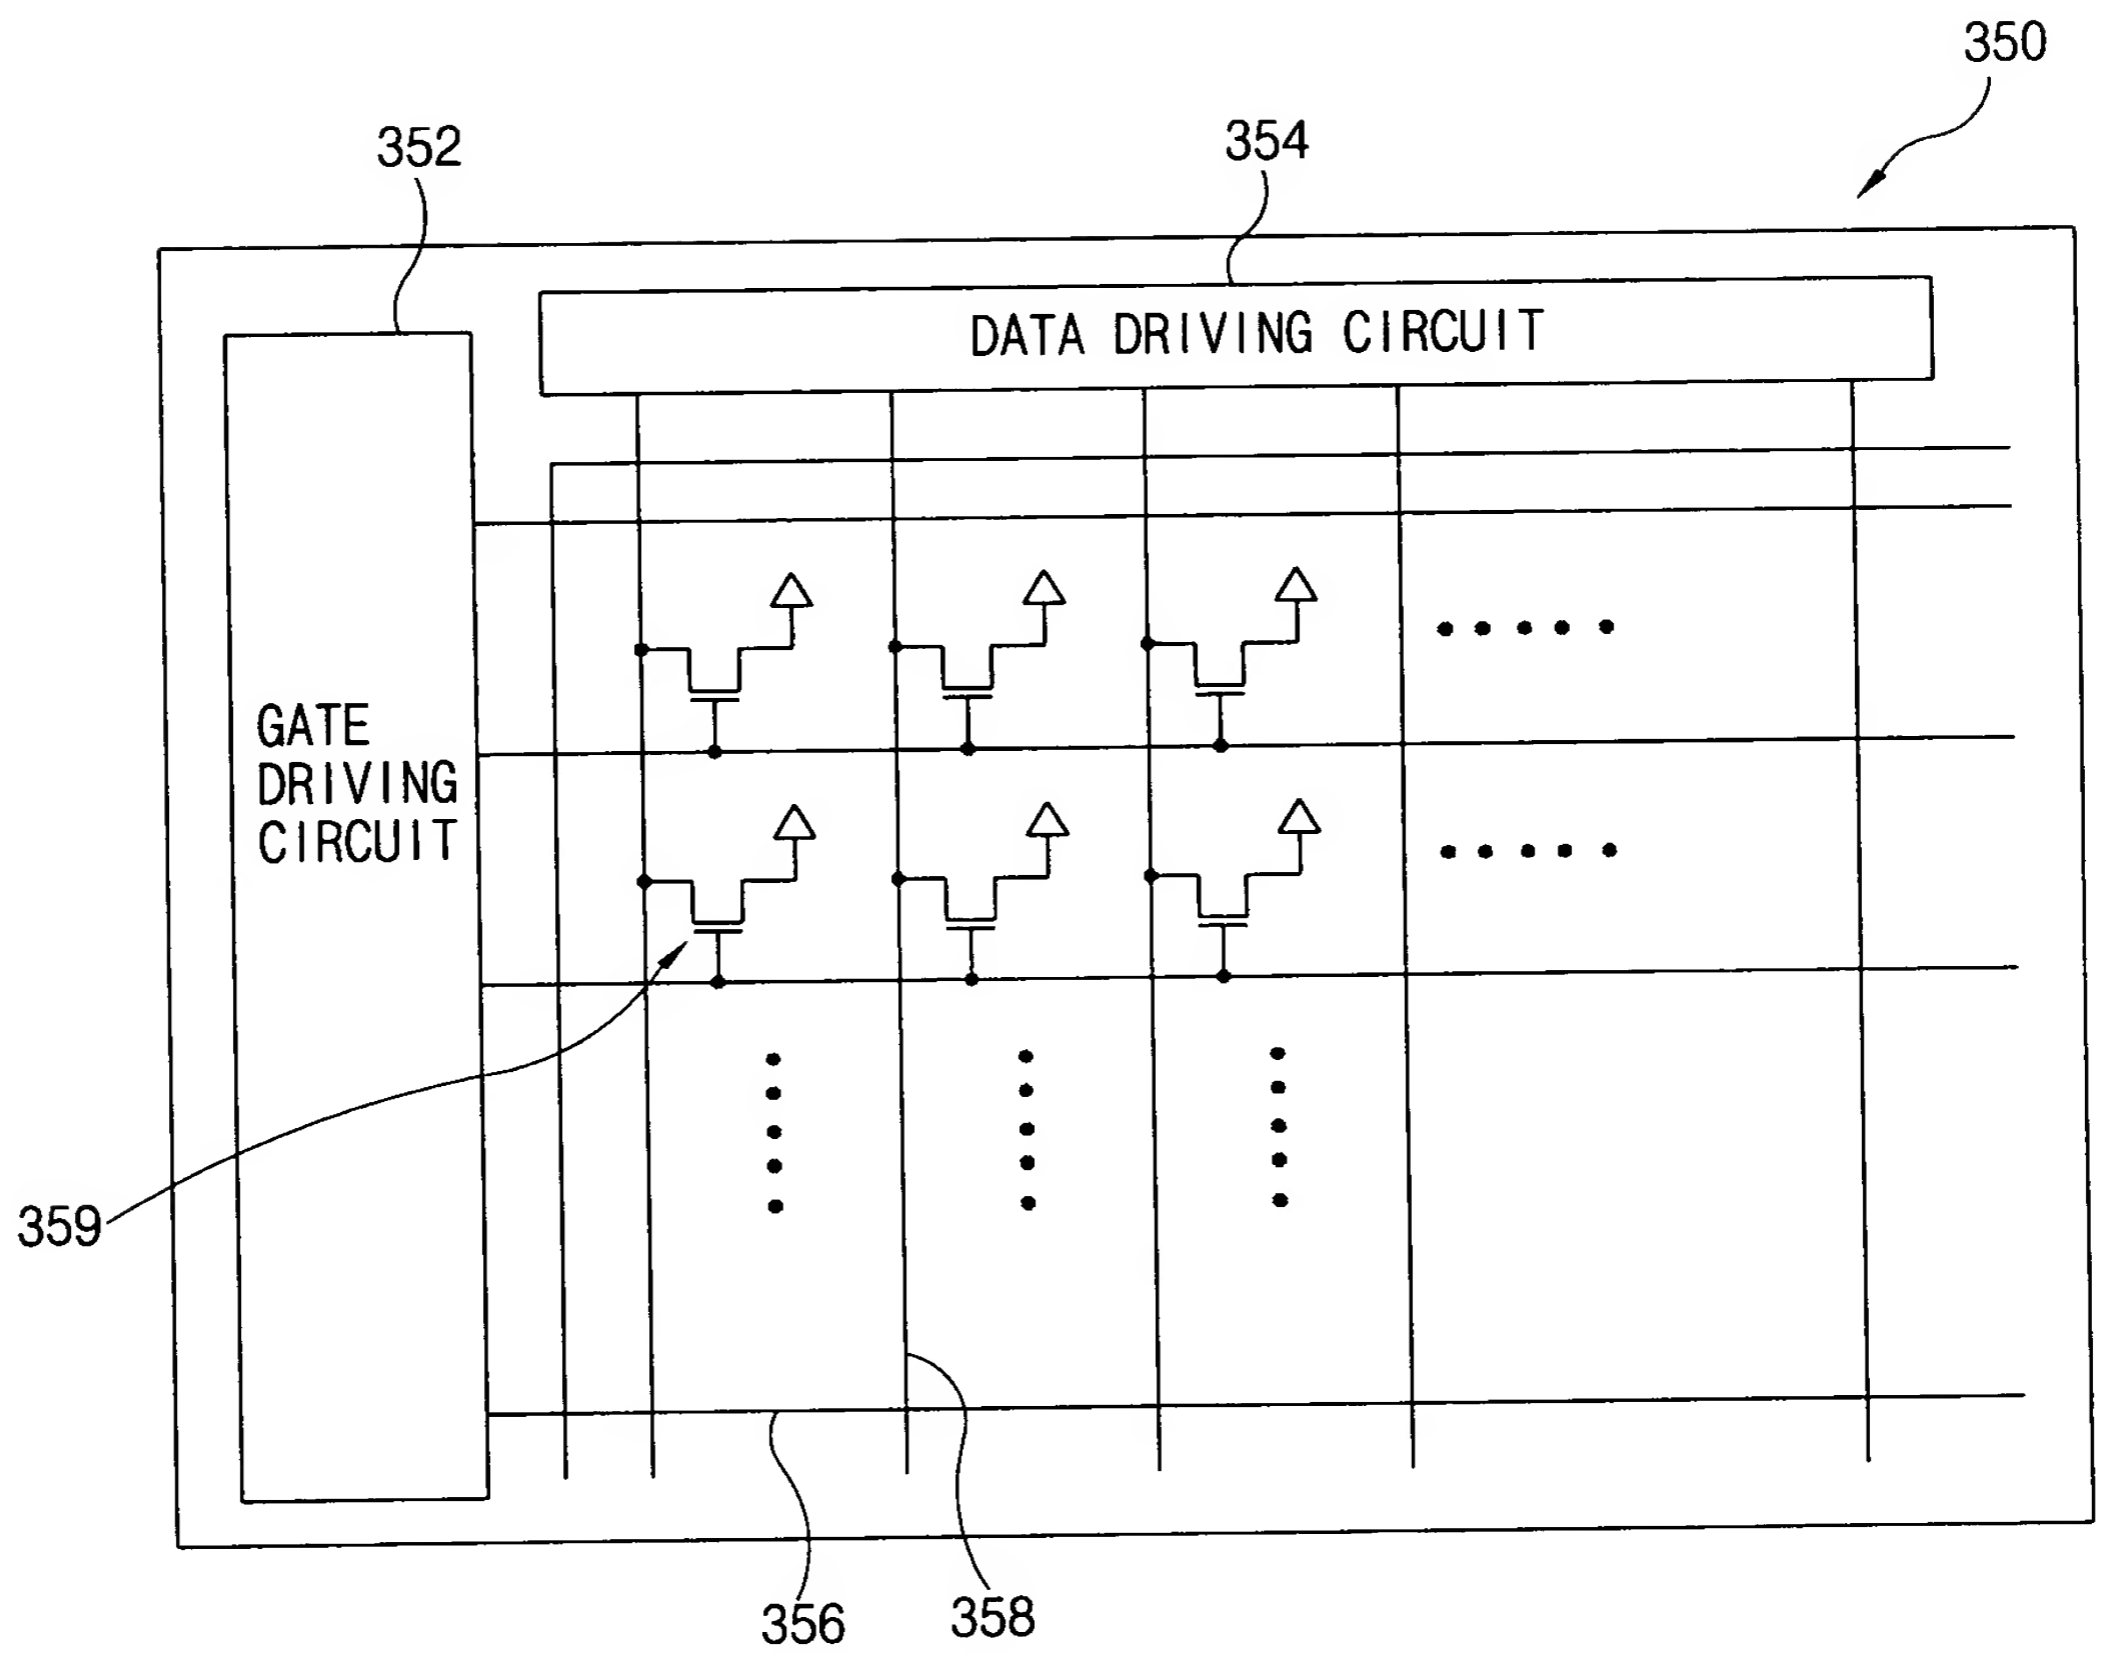 350
352
354
DATA DRIVING CIRCUIT
GATE
DRIVING
CIRCUIT
359
356
358